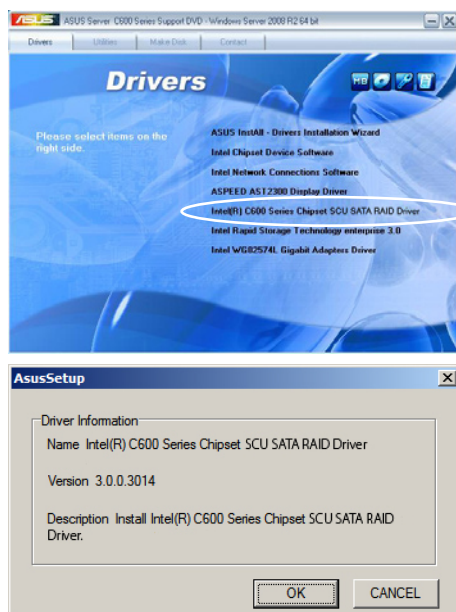 ASUS ASUS Server C600 Series Support DVD - Windows Server 2008 R2 64 bit
Drivers Utilities Make Disk Contact
Drivers
Please select items on the
right side.
ASUS InstAll - Drivers Installation Wizard
Intel Chipset Device Software
Intel Network Connections Software
ASPEED AST2300 Display Driver
Intel(R) C600 Series Chipset SCU SATA RAID Driver
Intel Rapid Storage Technology enterprise 3.0
Intel WG82574L Gigabit Adapters Driver
AsusSetup
Driver Information
Name Intel(R) C600 Series Chipset SCU SATA RAID Driver
Version 3.0.0.3014
Description Install Intel(R) C600 Series Chipset SCU SATA RAID
Driver.
OK CANCEL